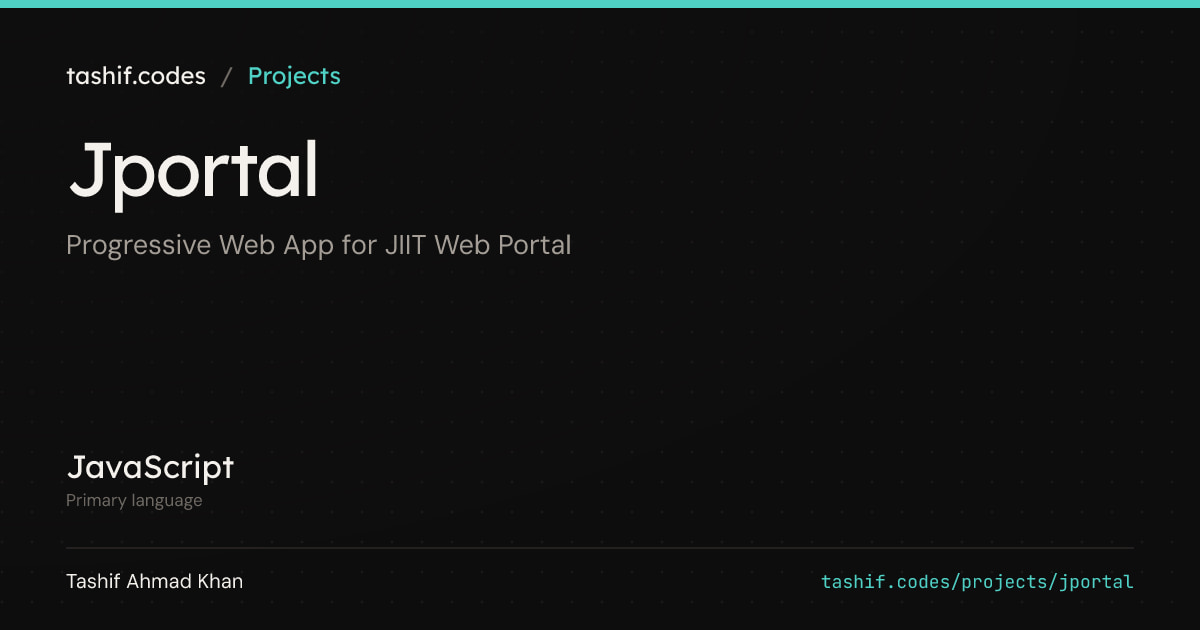 tashif.codes / Projects
Jportal
Progressive Web App for JIIT Web Portal
JavaScript
Primary language
Tashif Ahmad Khan
tashif.codes/projects/jportal